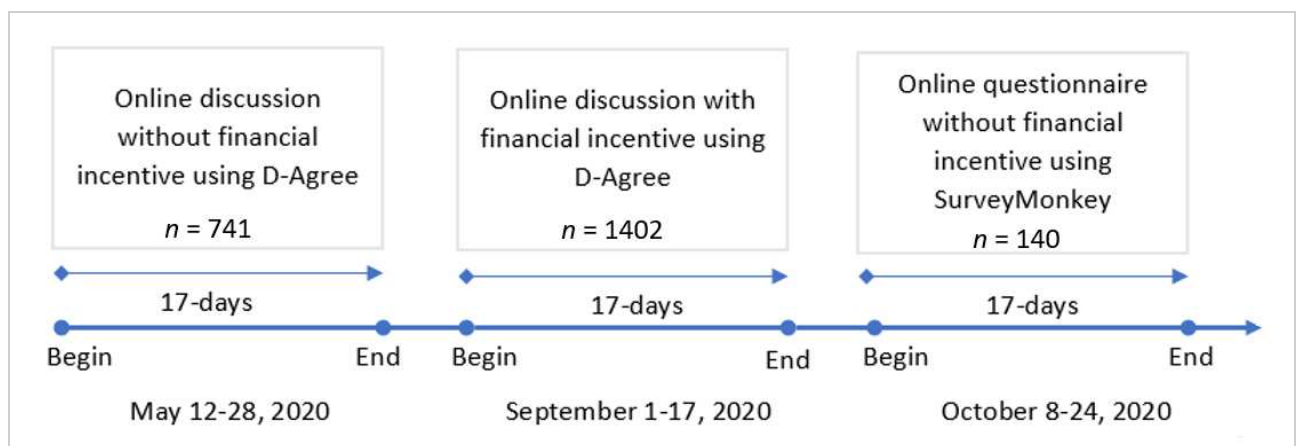 Online discussion
without financial
incentive using D-Agree
n = 741
Online discussion with
financial incentive using
D-Agree
n = 1402
Online questionnaire
without financial
incentive using
SurveyMonkey
n = 140
17-days
17-days
17-days
Begin
End
Begin
End
Begin
End
May 12-28, 2020
September 1-17, 2020
October 8-24, 2020